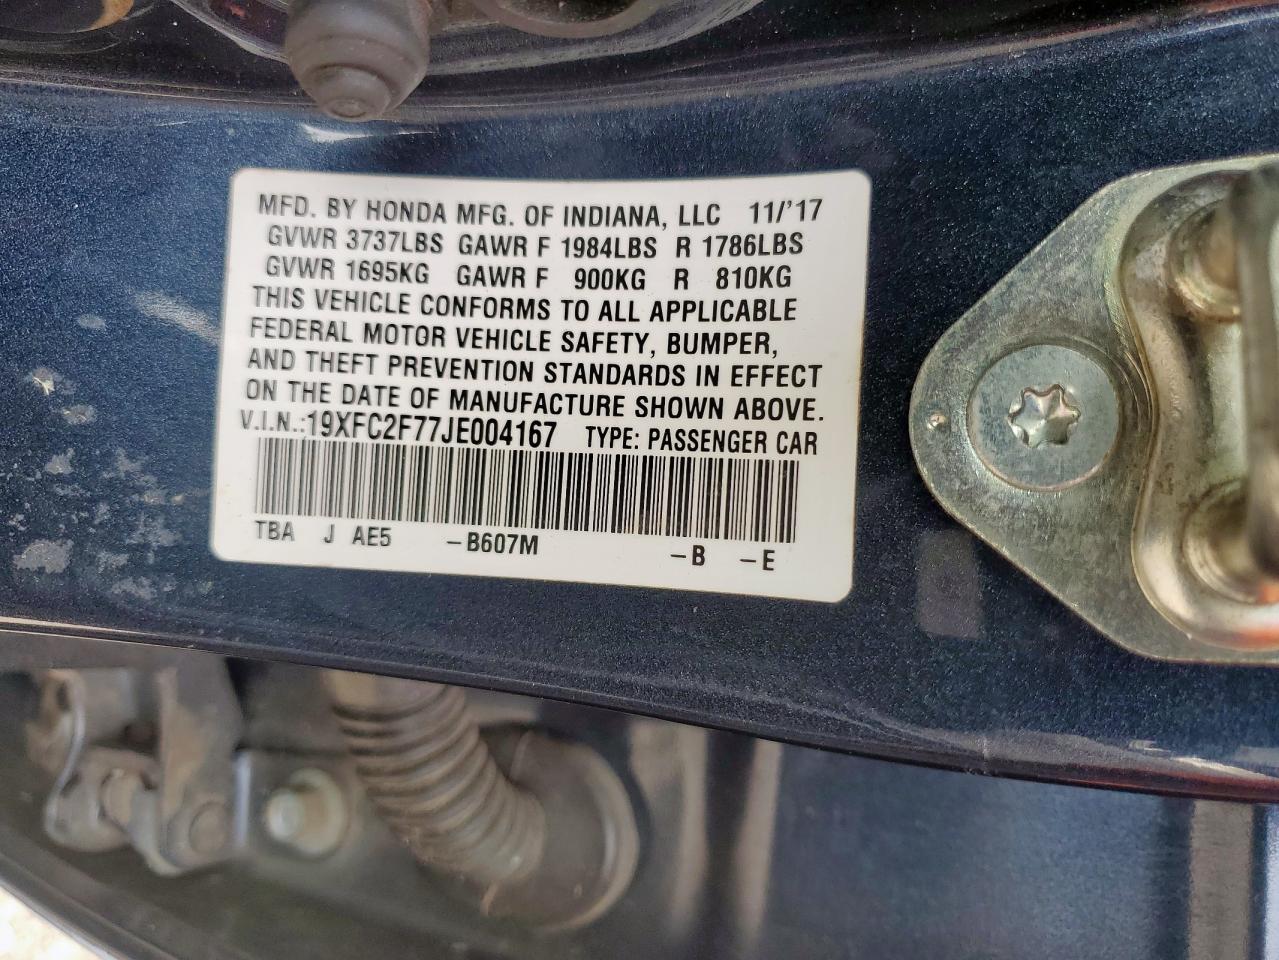 MFD. BY HONDA MFG. OF INDIANA, LLC 11/'17
GVWR 3737LBS GAWR F 1984LBS R 1786LBS
GVWR 1695KG GAWR F 900KG R 810KG
THIS VEHICLE CONFORMS TO ALL APPLICABLE
FEDERAL MOTOR VEHICLE SAFETY, BUMPER,
AND THEFT PREVENTION STANDARDS IN EFFECT
ON THE DATE OF MANUFACTURE SHOWN ABOVE.
V.I.N.:19XFC2F77JE004167 TYPE: PASSENGER CAR
TBA J AE5 -B607M -B -E